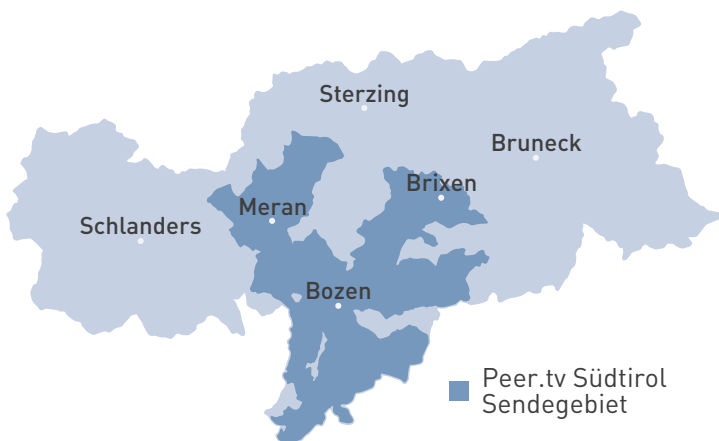 Sterzing
Bruneck
Brixen
Meran
Schlanders
Bozen
Peer.tv Südtirol
Sendegebiet